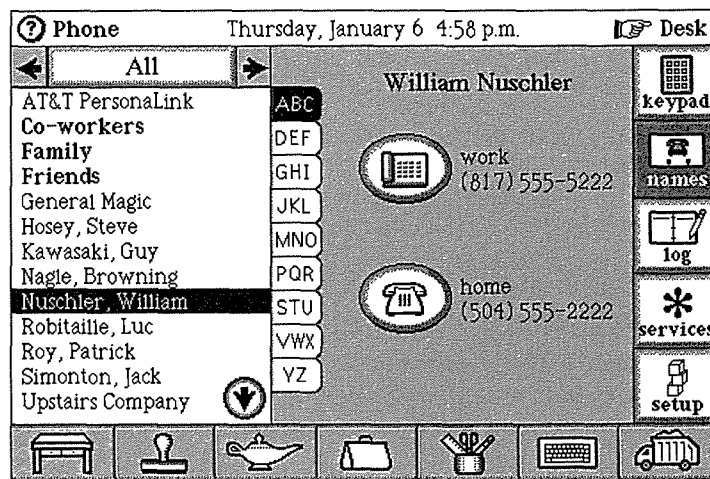 ? Phone Thursday, January 6 4:58 p.m. Desk
All
AT&T PersonaLink
Co-workers
Family
Friends
General Magic
Hosey, Steve
Kawasaki, Guy
Nagle, Browning
Nuschler, William
Robitaille, Luc
Roy, Patrick
Simonton, Jack
Upstairs Company
ABC
DEF
GHI
JKL
MNO
PQR
STU
VWX
YZ
William Nuschler
work
(817) 555-5222
home
(504) 555-2222
keypad
names
log
services
setup